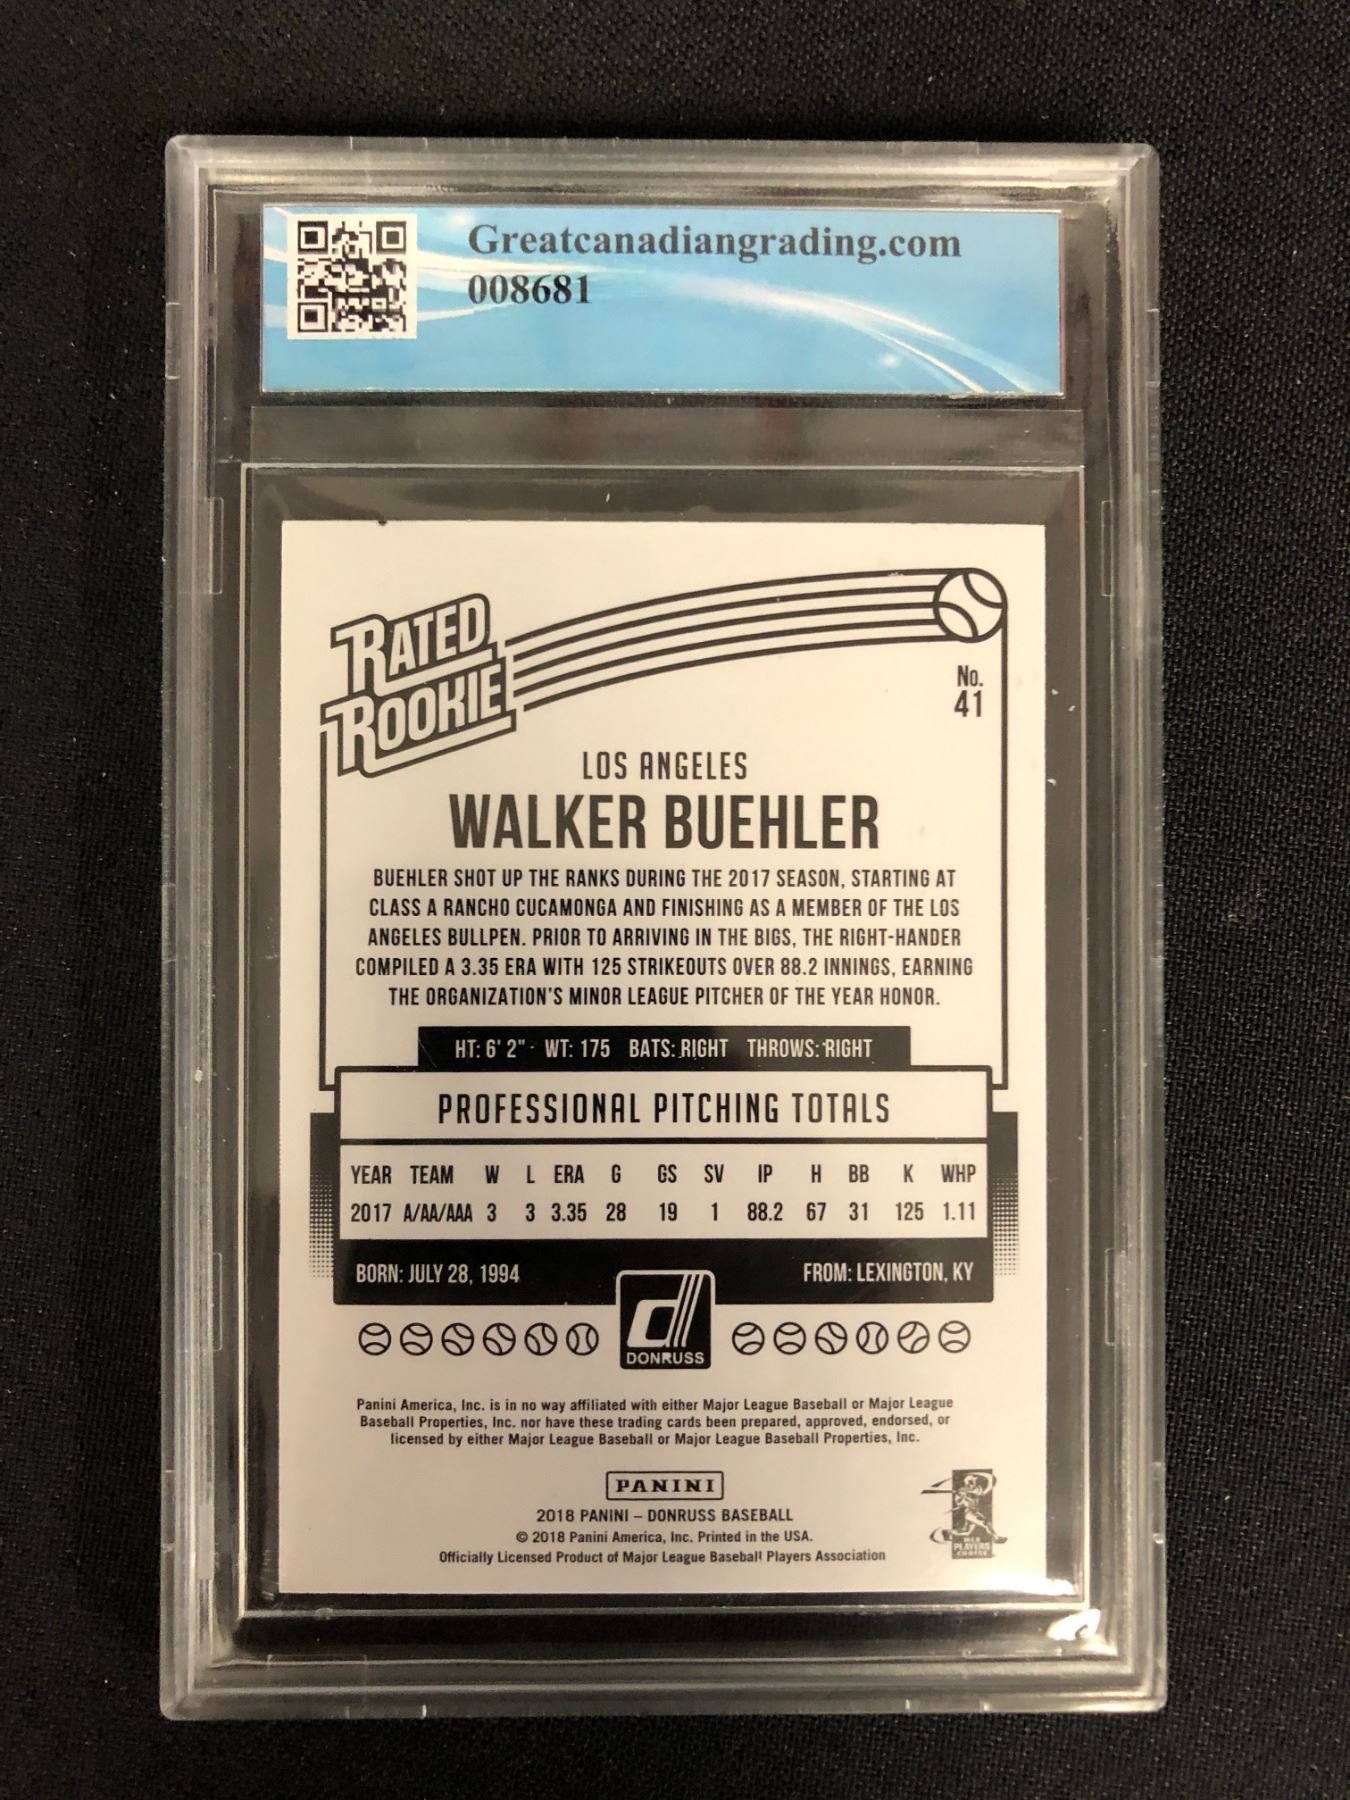 Greatcanadiangrading.com
008681
RATED
ROOKIE
No.
41
LOS ANGELES
WALKER BUEHLER
BUEHLER SHOT UP THE RANKS DURING THE 2017 SEASON, STARTING AT
CLASS A RANCHO CUCAMONGA AND FINISHING AS A MEMBER OF THE LOS
ANGELES BULLPEN. PRIOR TO ARRIVING IN THE BIGS, THE RIGHT-HANDER
COMPILED A 3.35 ERA WITH 125 STRIKEOUTS OVER 88.2 INNINGS, EARNING
THE ORGANIZATION'S MINOR LEAGUE PITCHER OF THE YEAR HONOR.
HT: 6' 2" WT: 175 BATS: RIGHT THROWS: RIGHT
PROFESSIONAL PITCHING TOTALS
YEAR TEAM W L ERA G GS SV IP H BB K WHP
2017 A/AA/AAA 3 3 3.35 28 19 1 88.2 67 31 125 1.11
BORN: JULY 28, 1994 FROM: LEXINGTON, KY
d
DONRUSS
Panini America, Inc. is in no way affiliated with either Major League Baseball or Major League
Baseball Properties, Inc. nor have these trading cards been prepared, approved, endorsed, or
licensed by either Major League Baseball or Major League Baseball Properties, Inc.
PANINI
2018 PANINI – DONRUSS BASEBALL
© 2018 Panini America, Inc. Printed in the USA.
Officially Licensed Product of Major League Baseball Players Association
MLB
PLAYERS
CHOICE